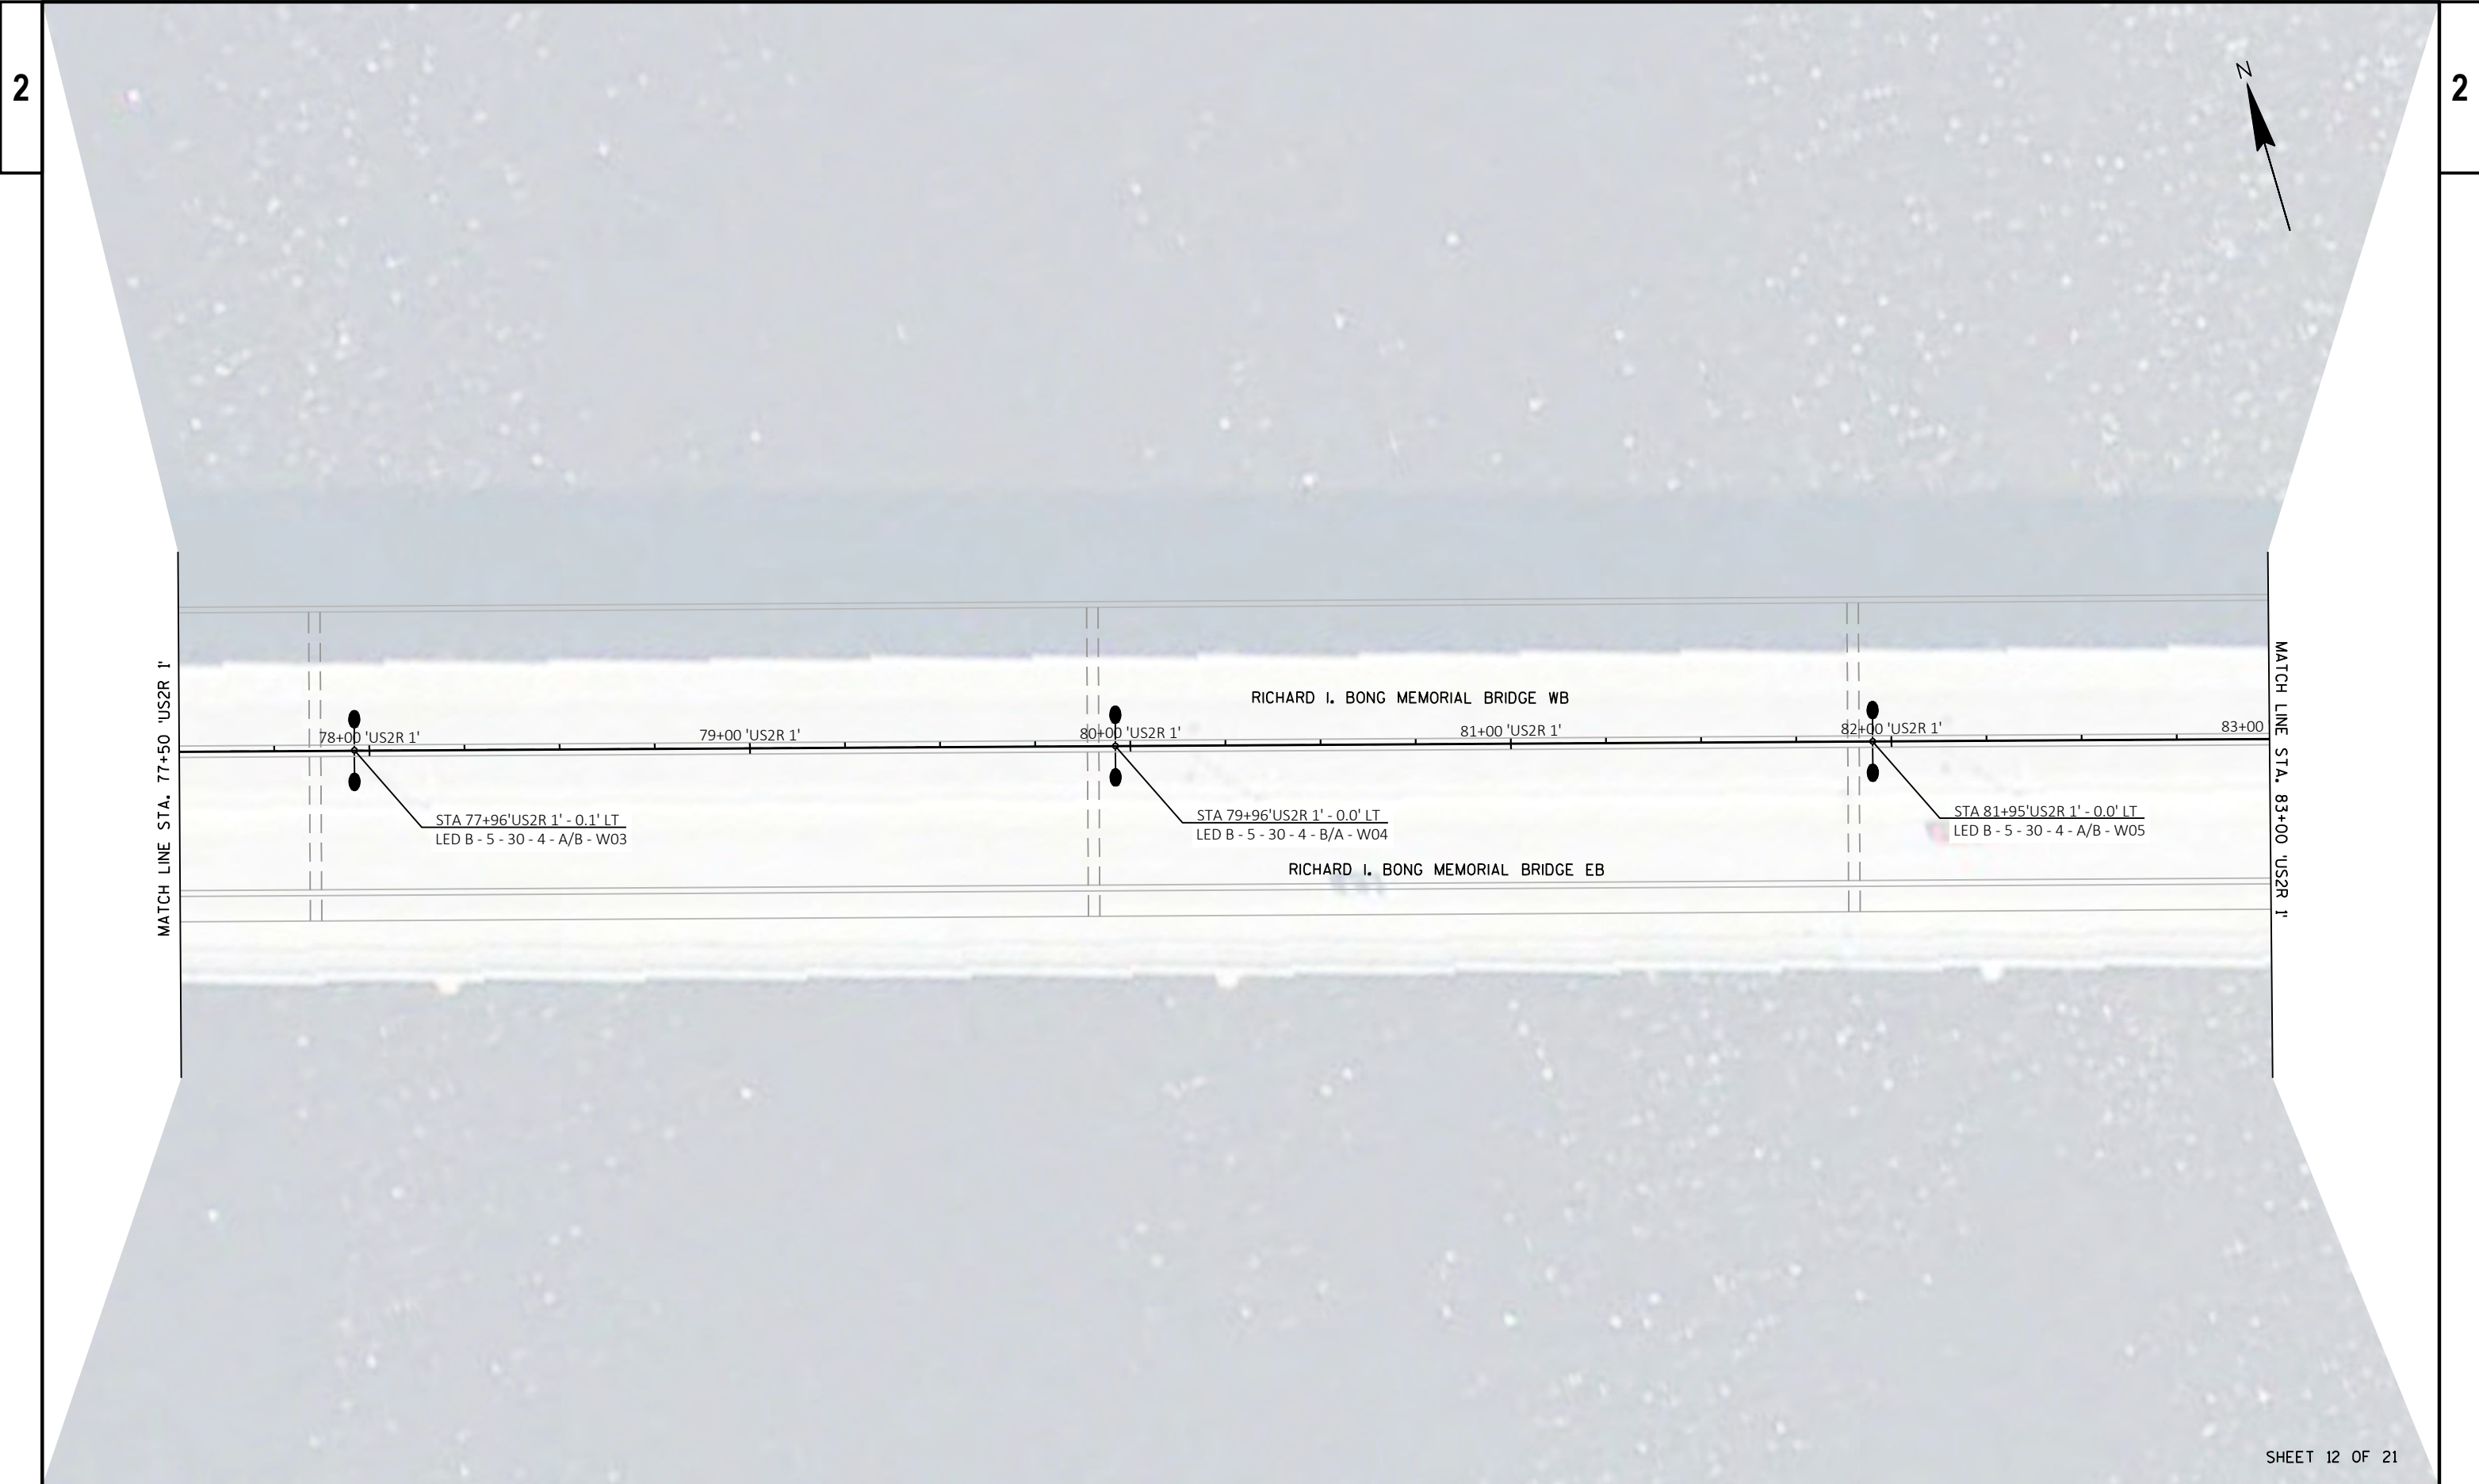 2
2
N
MATCH LINE STA. 77+50 'US2R 1'
RICHARD I. BONG MEMORIAL BRIDGE WB
78+00 'US2R 1'
79+00 'US2R 1'
80+00 'US2R 1'
81+00 'US2R 1'
82+00 'US2R 1'
83+00
STA 77+96'US2R 1' - 0.1' LT
LED B - 5 - 30 - 4 - A/B - W03
STA 79+96'US2R 1' - 0.0' LT
LED B - 5 - 30 - 4 - B/A - W04
STA 81+95'US2R 1' - 0.0' LT
LED B - 5 - 30 - 4 - A/B - W05
RICHARD I. BONG MEMORIAL BRIDGE EB
MATCH LINE STA. 83+00 'US2R 1'
SHEET 12 OF 21